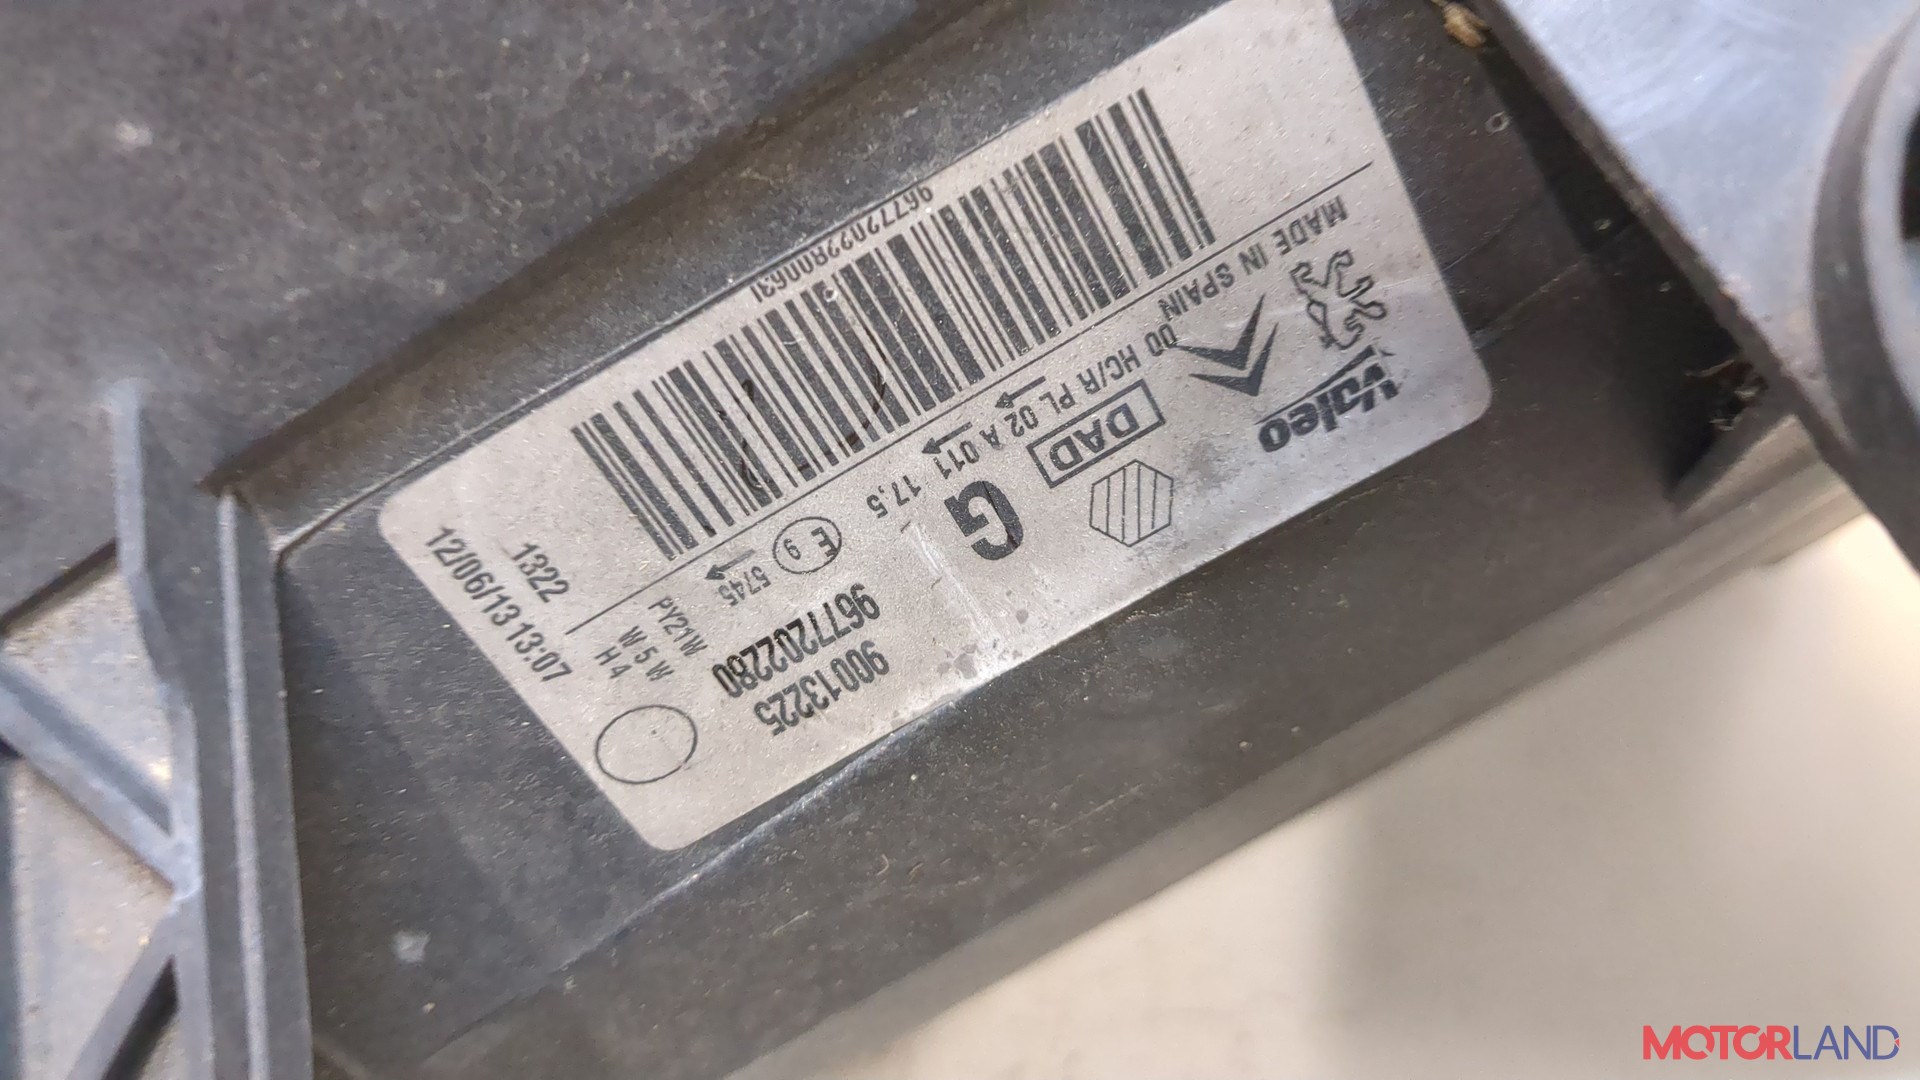 Valeo
90013225
9677202280
DAD
G
E 9
5745
00 HC/R PL 02 A 011 17,5
MADE IN SPAIN
H4
W5W
PY21W
1322
12/06/13 13:07
MOTORLAND